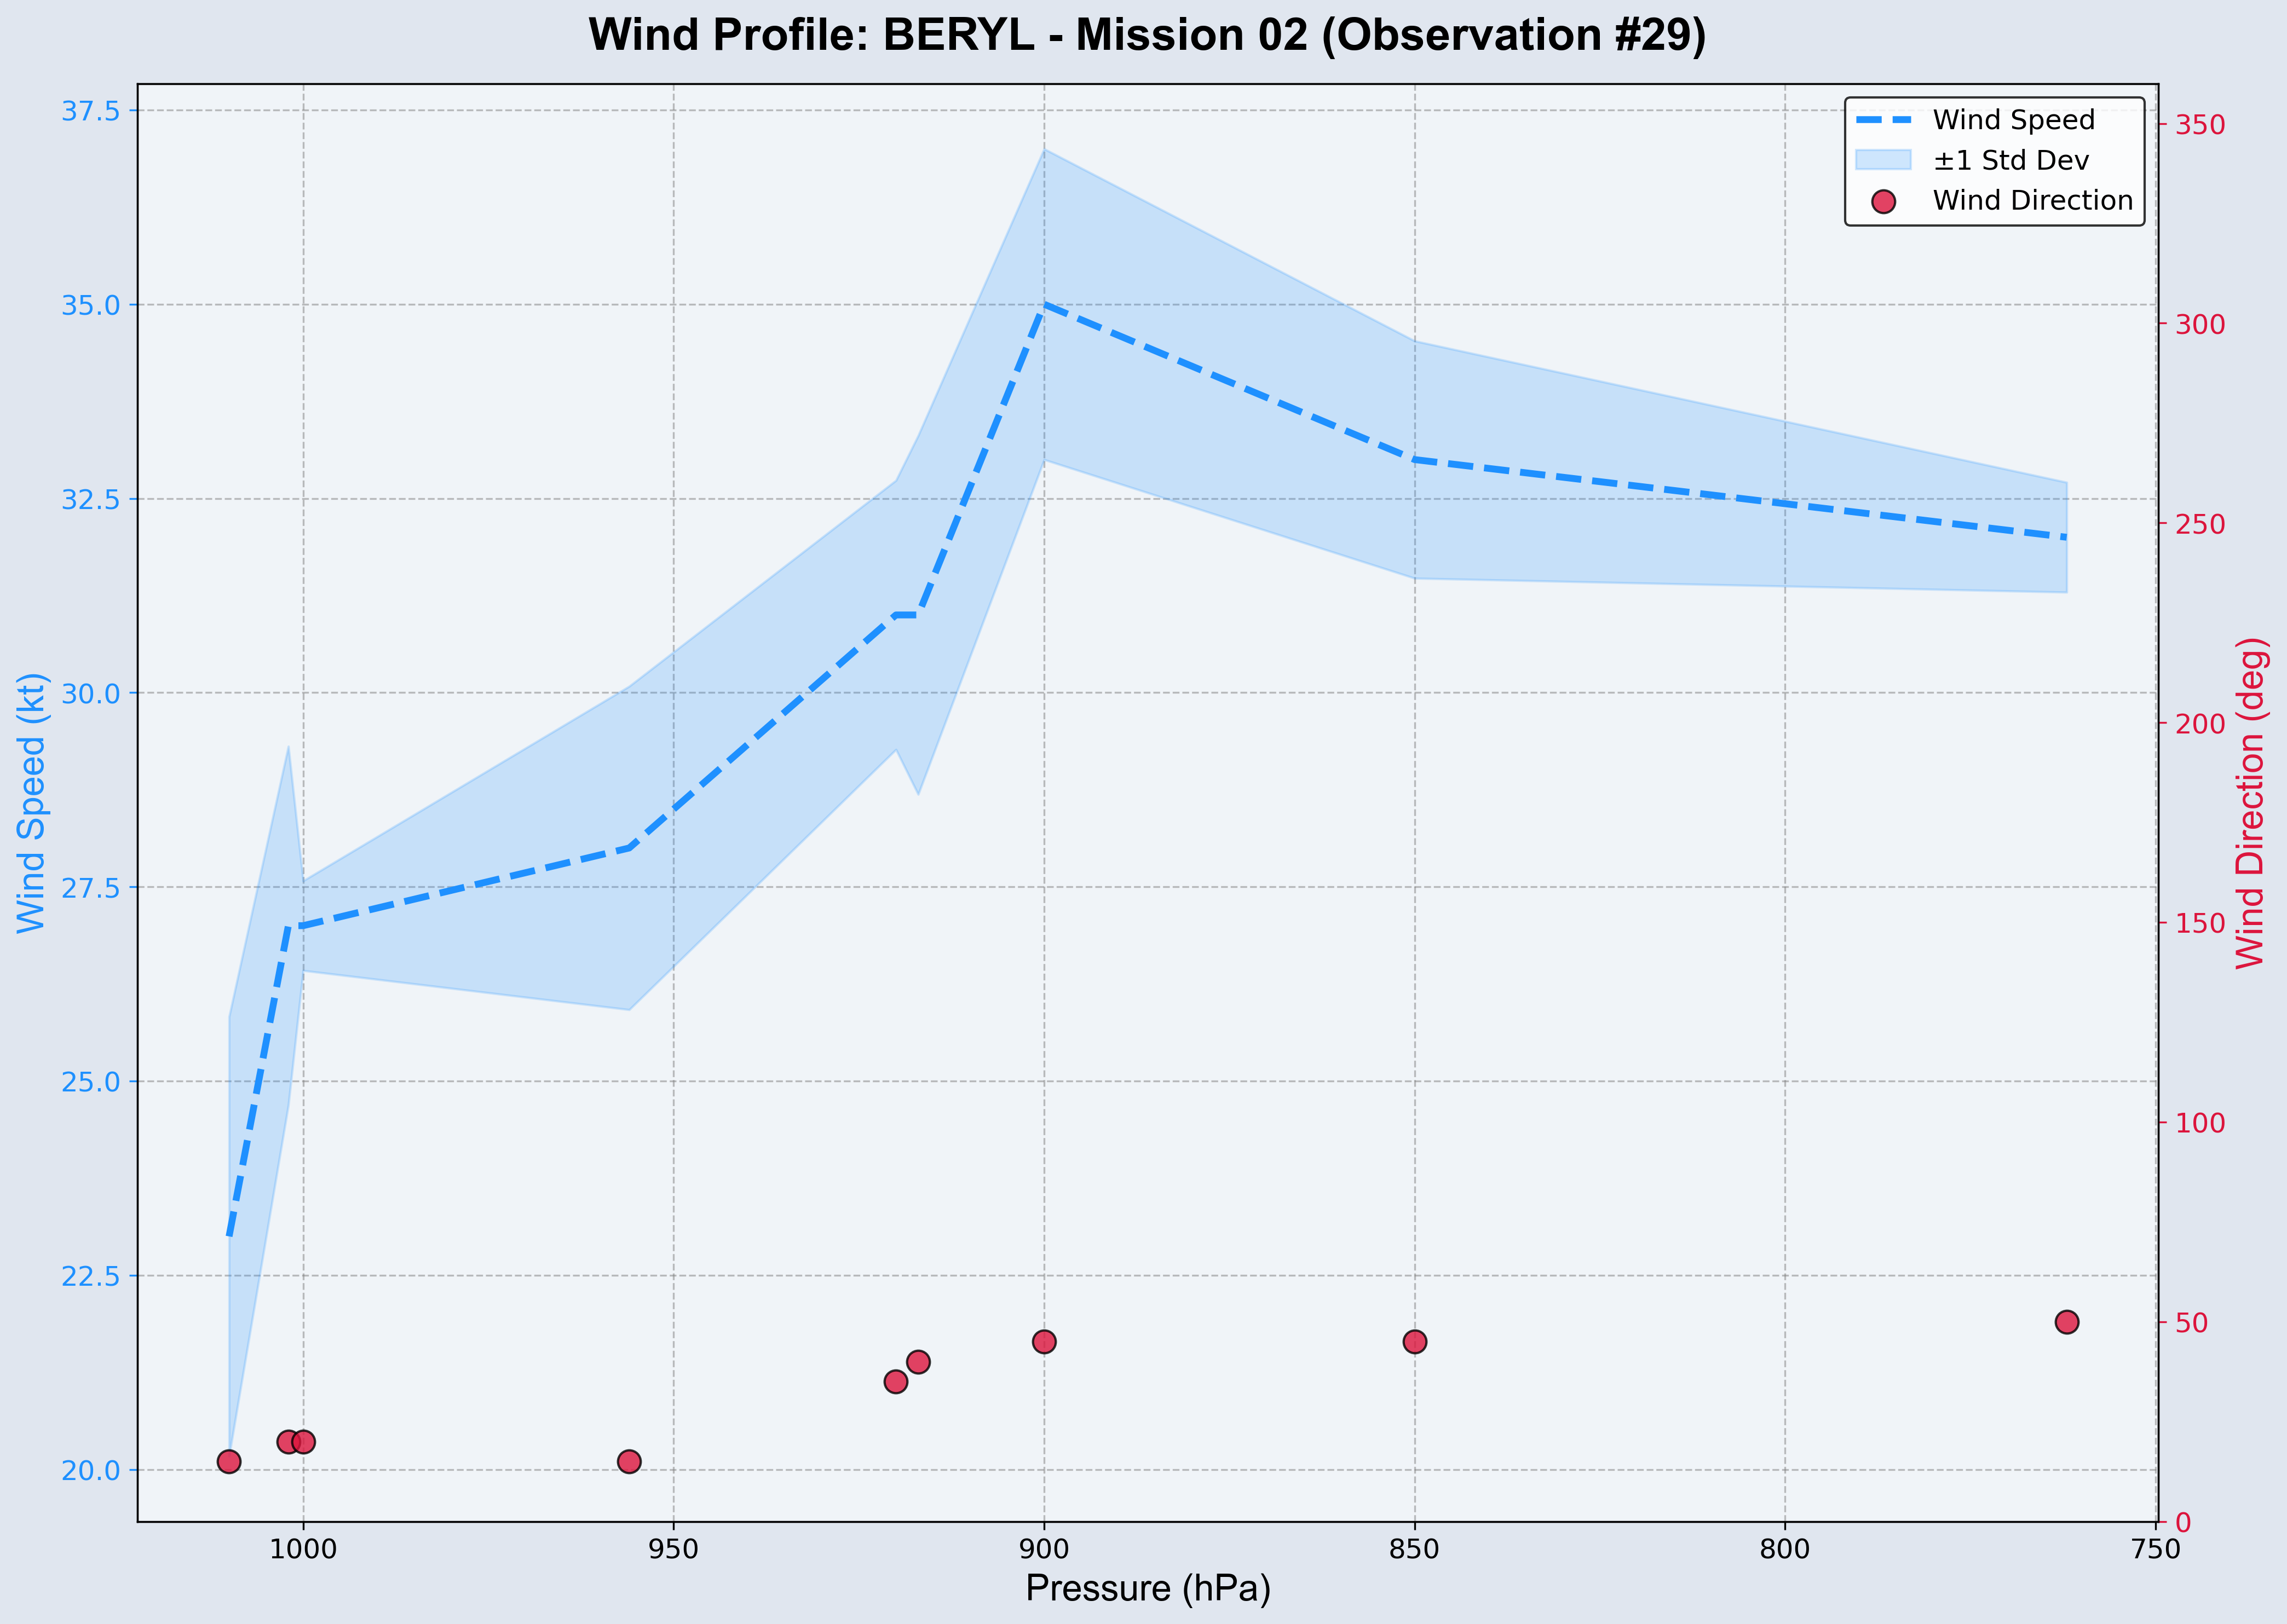 Wind Profile: BERYL - Mission 02 (Observation #29)
Wind Speed
±1 Std Dev
Wind Direction
Wind Speed (kt)
37.5
35.0
32.5
30.0
27.5
25.0
22.5
20.0
350
300
250
200
150
100
50
0
Wind Direction (deg)
1000 950 900 850 800 750
Pressure (hPa)